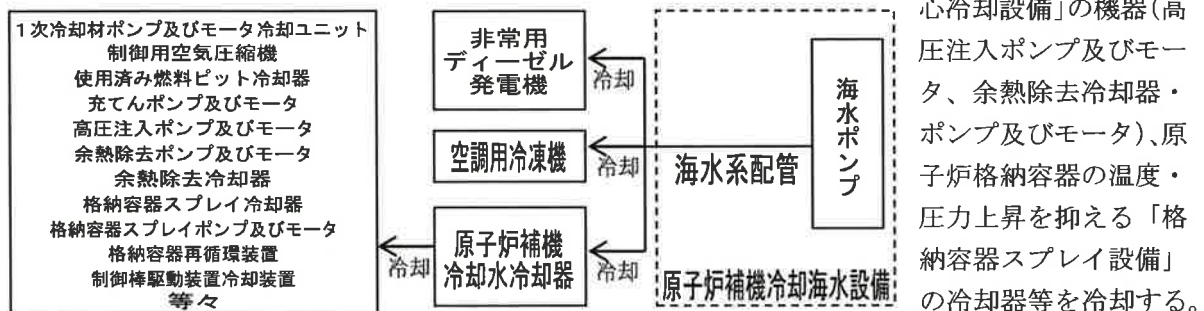 1次冷却材ポンプ及びモータ冷却ユニット
制御用空気圧縮機
使用済み燃料ピット冷却器
充てんポンプ及びモータ
高圧注入ポンプ及びモータ
余熱除去ポンプ及びモータ
余熱除去冷却器
格納容器スプレイ冷却器
格納容器スプレイポンプ及びモータ
格納容器再循環装置
制御棒駆動装置冷却装置
等々
冷却
非常用
ディーゼル
発電機
冷却
空調用冷凍機
冷却
原子炉補機
冷却水冷却器
冷却
海水系配管
海水ポンプ
原子炉補機冷却海水設備
心冷却設備」の機器(高
圧注入ポンプ及びモー
タ、余熱除去冷却器・
ポンプ及びモータ)、原
子炉格納容器の温度・
圧力上昇を抑える「格
納容器スプレイ設備」
の冷却器等を冷却する。